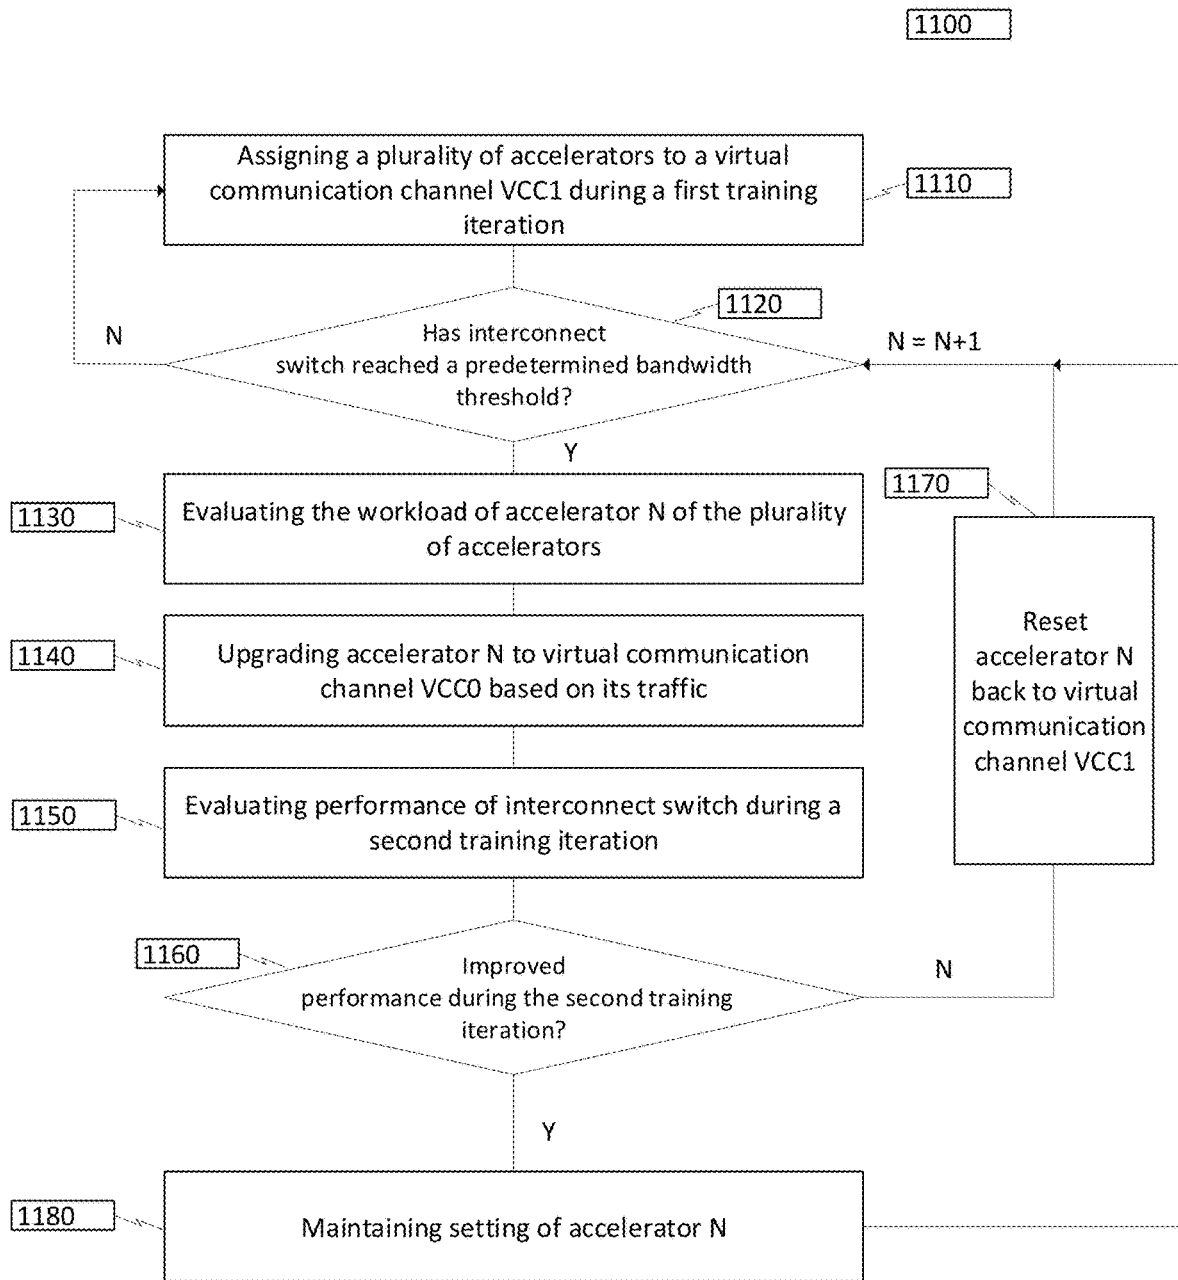 1100
Assigning a plurality of accelerators to a virtual
communication channel VCC1 during a first training
iteration
1110
1120
N
Has interconnect
switch reached a predetermined bandwidth
threshold?
N = N+1
Y
1170
1130
Evaluating the workload of accelerator N of the plurality
of accelerators
1140
Upgrading accelerator N to virtual communication
channel VCC0 based on its traffic
Reset
accelerator N
back to virtual
communication
channel VCC1
1150
Evaluating performance of interconnect switch during a
second training iteration
1160
Improved
performance during the second training
iteration?
N
Y
1180
Maintaining setting of accelerator N